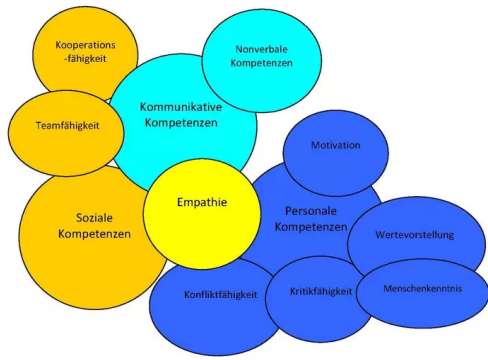 Kooperations
-fähigkeit
Nonverbale
Kompetenzen
Kommunikative
Kompetenzen
Teamfähigkeit
Motivation
Empathie
Soziale
Kompetenzen
Personale
Kompetenzen
Wertevorstellung
Konfliktfähigkeit
Kritikfähigkeit
Menschenkenntnis